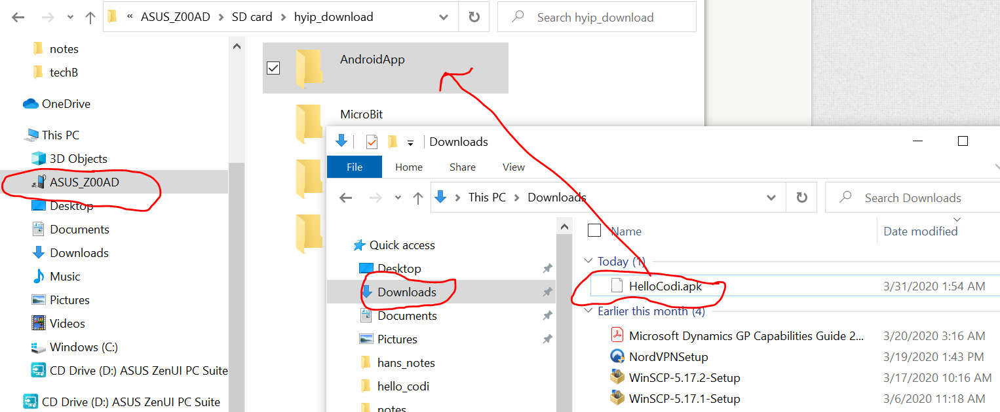 « ASUS_Z00AD > SD card > hyip_download
Search hyip_download
notes
techB
OneDrive
This PC
3D Objects
ASUS_Z00AD
Desktop
Documents
Downloads
Music
Pictures
Videos
Windows (C:)
CD Drive (D:) ASUS ZenUI PC Suite
CD Drive (D:) ASUS ZenUI PC Suite
AndroidApp
MicroBit
Downloads
File Home Share View
This PC > Downloads
Search Downloads
Quick access
Desktop
Downloads
Documents
Pictures
hans_notes
hello_codi
notes
Name Date modified
Today (1)
HelloCodi.apk 3/31/2020 1:54 AM
Earlier this month (4)
Microsoft Dynamics GP Capabilities Guide 2... 3/20/2020 3:16 AM
NordVPNSetup 3/19/2020 1:43 PM
WinSCP-5.17.2-Setup 3/17/2020 10:16 AM
WinSCP-5.17.1-Setup 3/6/2020 11:18 AM